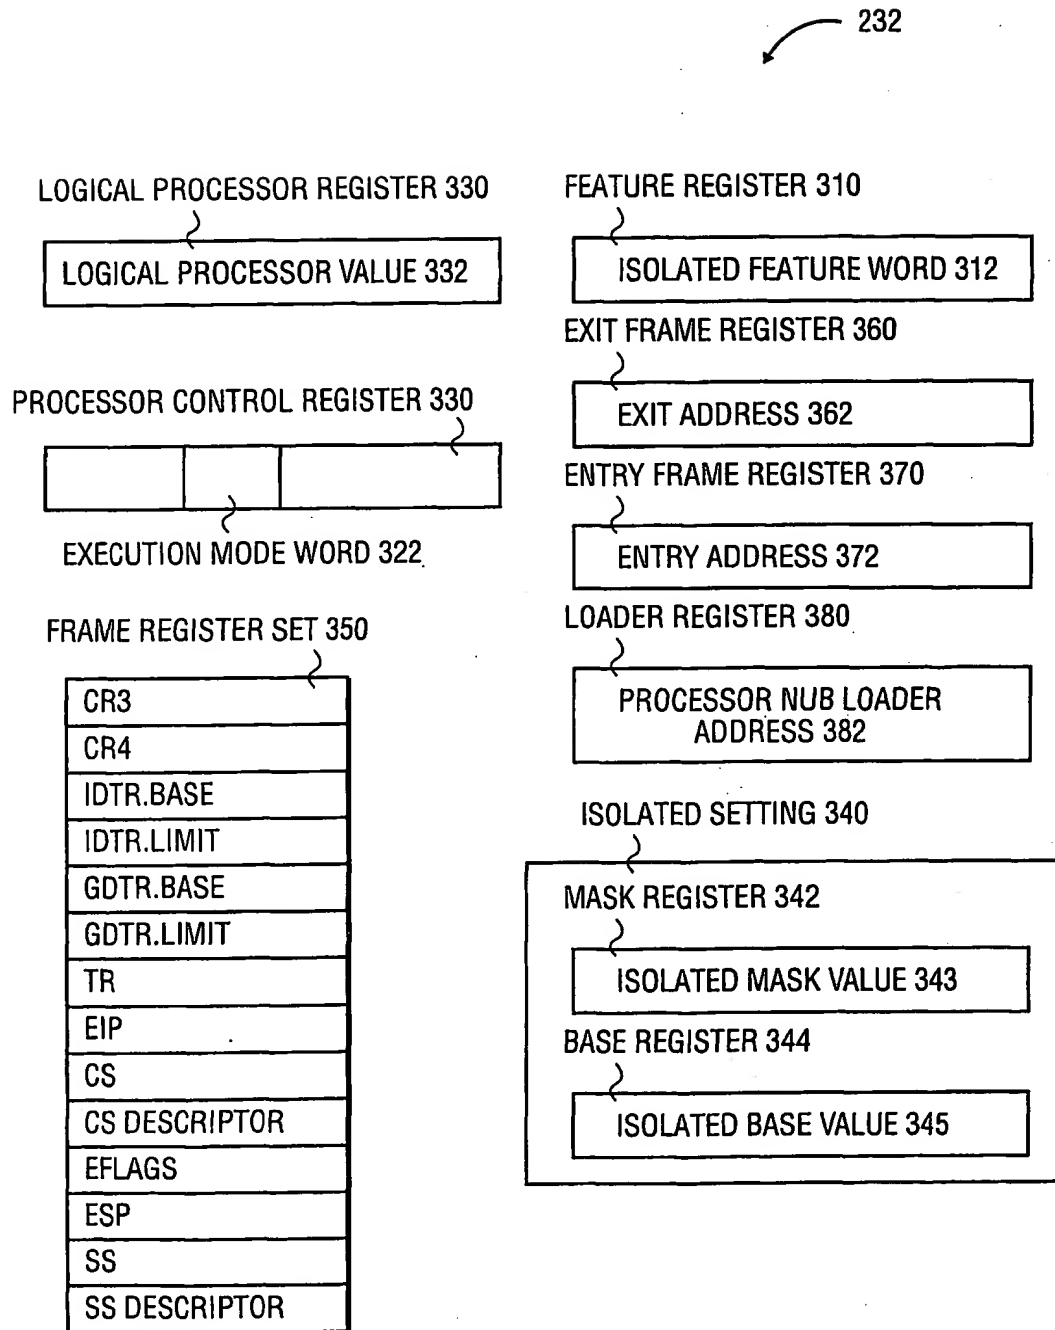 232
LOGICAL PROCESSOR REGISTER 330
LOGICAL PROCESSOR VALUE 332
PROCESSOR CONTROL REGISTER 330
EXECUTION MODE WORD 322
FRAME REGISTER SET 350
CR3
CR4
IDTR.BASE
IDTR.LIMIT
GDTR.BASE
GDTR.LIMIT
TR
EIP
CS
CS DESCRIPTOR
EFLAGS
ESP
SS
SS DESCRIPTOR
FEATURE REGISTER 310
ISOLATED FEATURE WORD 312
EXIT FRAME REGISTER 360
EXIT ADDRESS 362
ENTRY FRAME REGISTER 370
ENTRY ADDRESS 372
LOADER REGISTER 380
PROCESSOR NUB LOADER
ADDRESS 382
ISOLATED SETTING 340
MASK REGISTER 342
ISOLATED MASK VALUE 343
BASE REGISTER 344
ISOLATED BASE VALUE 345